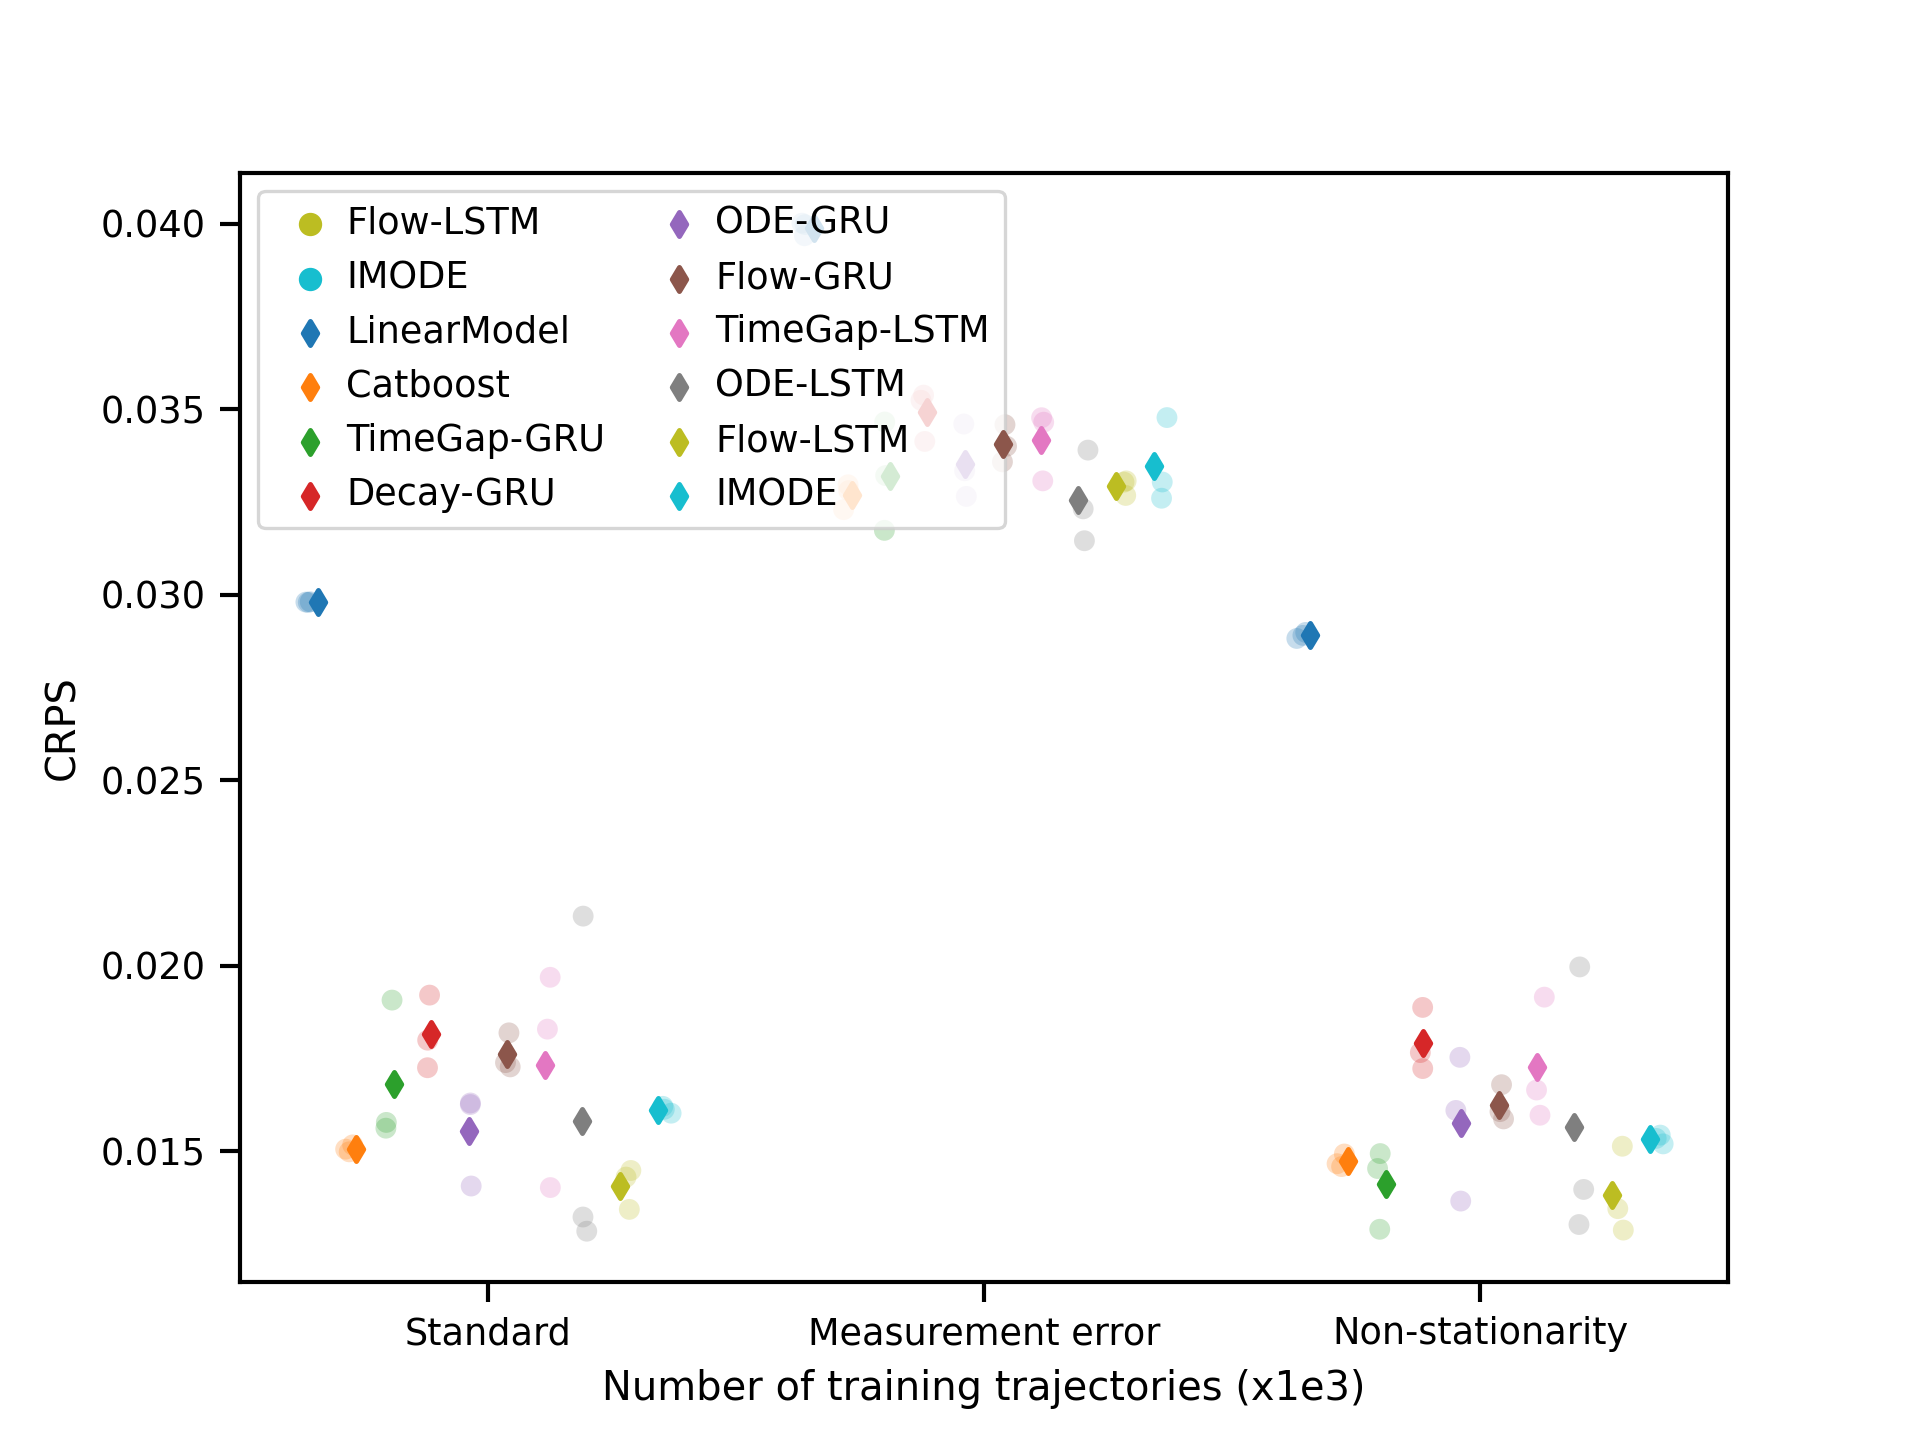 Flow-LSTM
IMODE
LinearModel
Catboost
TimeGap-GRU
Decay-GRU
ODE-GRU
Flow-GRU
TimeGap-LSTM
ODE-LSTM
Flow-LSTM
IMODE
0.040
0.035
0.030
0.025
0.020
0.015
CRPS
Standard
Measurement error
Non-stationarity
Number of training trajectories (x1e3)